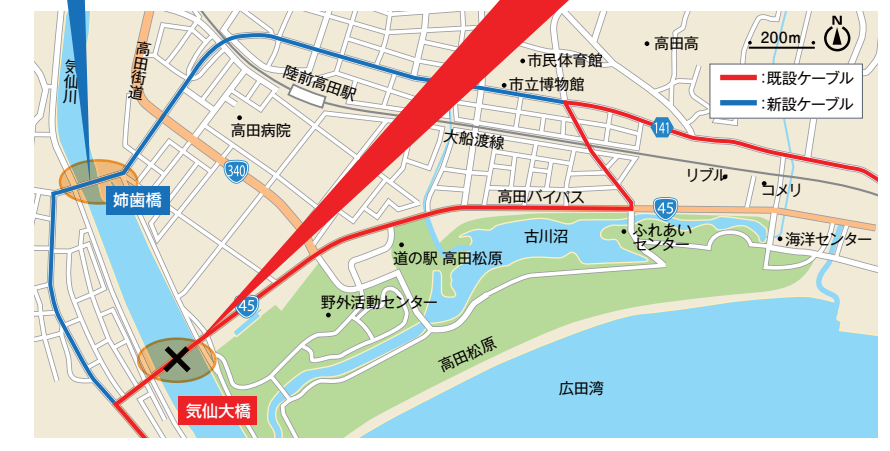 N
200m
:既設ケーブル
:新設ケーブル
気仙川
高田街道
陸前高田駅
高田病院
市民体育館
市立博物館
高田高
大船渡線
141
340
姉歯橋
高田バイパス
45
リブル
コメリ
古川沼
ふれあい
センター
海洋センター
道の駅 高田松原
45
野外活動センター
高田松原
気仙大橋
広田湾